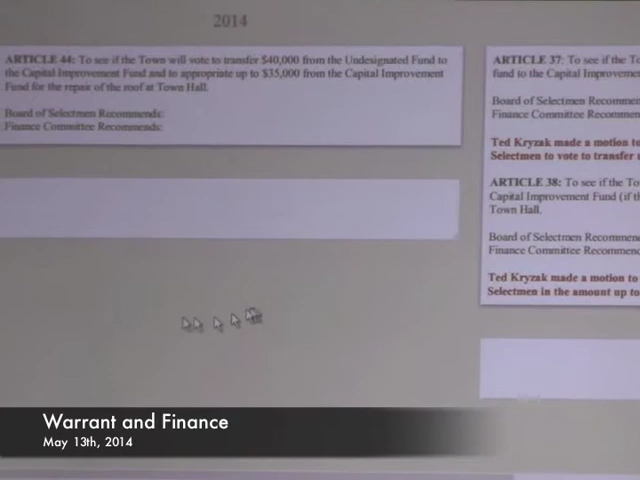 2014
ARTICLE 44: To see if the Town will vote to transfer $40,000 from the Undesignated Fund to
the Capital Improvement Fund and to appropriate up to $35,000 from the Capital Improvement
Fund for the repair of the roof at Town Hall.
Board of Selectmen Recommends:
Finance Committee Recommends:
ARTICLE 37: To see if the To
fund to the Capital Improveme
Board of Selectmen Recommen
Finance Committee Recommen
Ted Kryzak made a motion to
Selectmen to vote to transfer
ARTICLE 38: To see if the To
Capital Improvement Fund (if th
Town Hall.
Board of Selectmen Recommen
Finance Committee Recommen
Ted Kryzak made a motion to
Selectmen in the amount up to
Warrant and Finance
May 13th, 2014